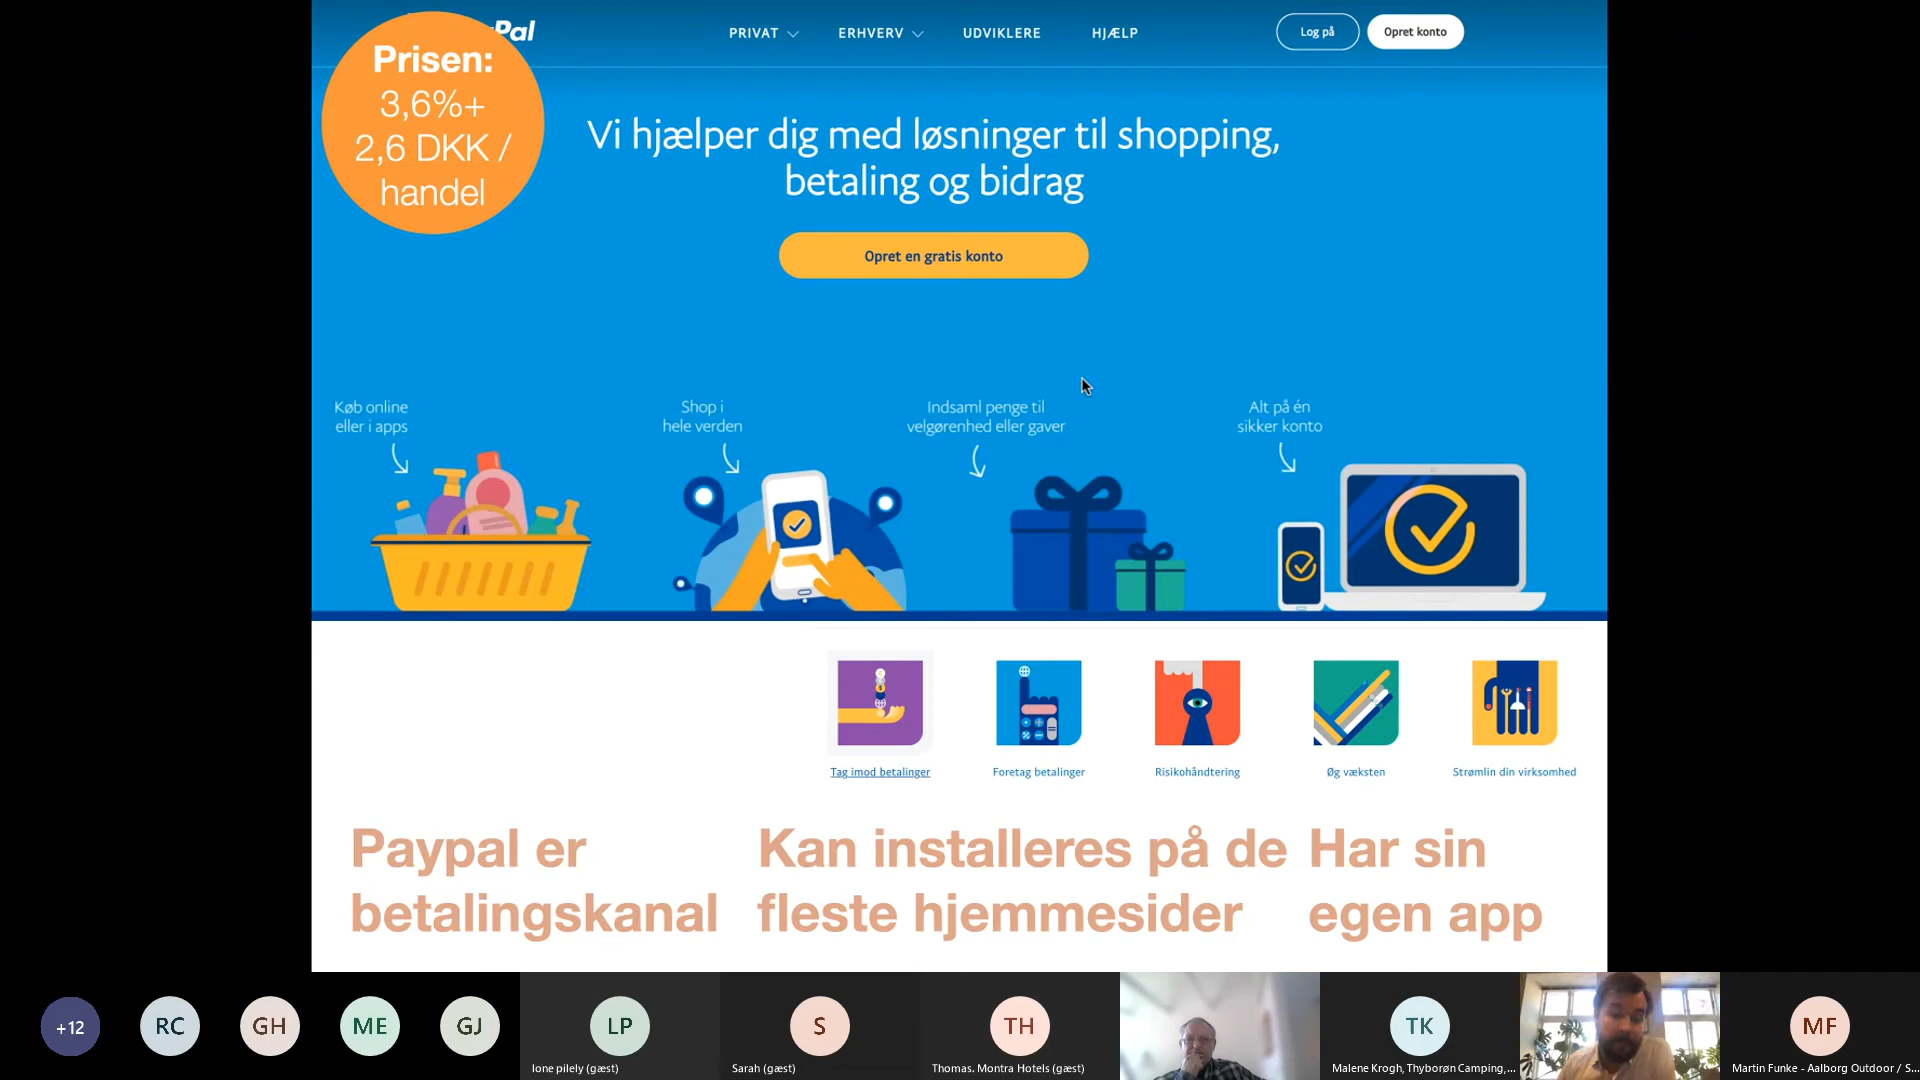 Pal
PRIVAT
ERHVERV
UDVIKLERE
HJÆLP
Log på
Opret konto
Prisen:
3,6%+
2,6 DKK /
handel
Vi hjælper dig med løsninger til shopping,
betaling og bidrag
Opret en gratis konto
Køb online
eller i apps
Shop i
hele verden
Indsaml penge til
velgørenhed eller gaver
Alt på én
sikker konto
Tag imod betalinger
Foretag betalinger
Risikohåndtering
Øg væksten
Strømlin din virksomhed
Paypal er
betalingskanal
Kan installeres på de
fleste hjemmesider
Har sin
egen app
+12
RC
GH
ME
GJ
LP
S
TH
TK
MF
lone pilely (gæst)
Sarah (gæst)
Thomas. Montra Hotels (gæst)
Malene Krogh, Thyborøn Camping,...
Martin Funke - Aalborg Outdoor / S...